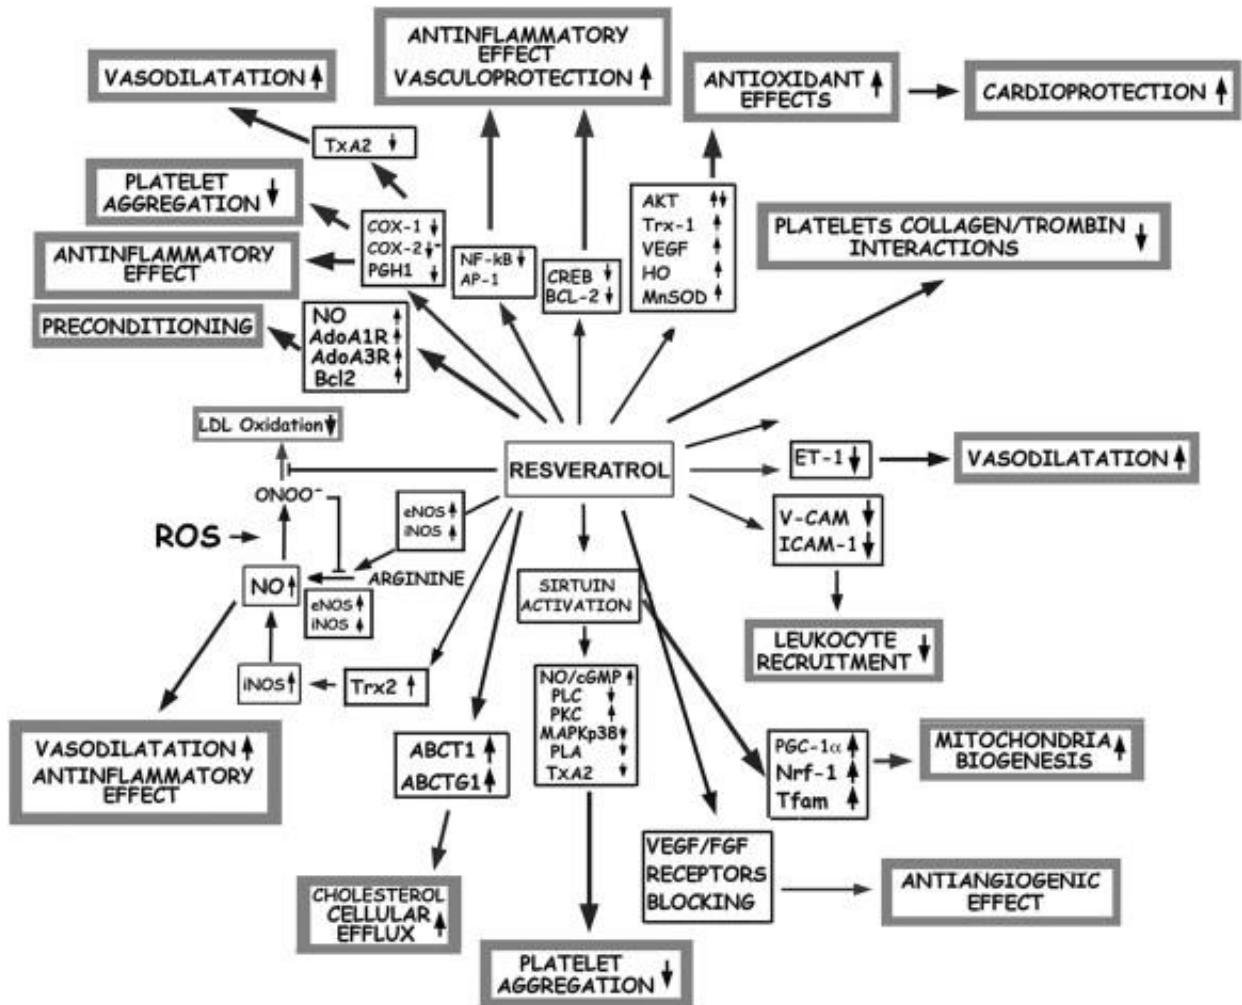 ANTINFLAMMATORY
EFFECT
VASCULOPROTECTION ↑
VASODILATATION ↑
ANTIOXIDANT ↑
EFFECTS
CARDIOPROTECTION ↑
TxA2 ↓
PLATELET
AGGREGATION ↓
COX-1 ↓
COX-2 ↓-
PGH1 ↓
ANTINFLAMMATORY
EFFECT
NF-kB ↓
AP-1
CREB ↓
BCL-2 ↓
AKT ↑↓
Trx-1 ↑
VEGF ↑
HO ↑
MnSOD ↑
PLATELETS COLLAGEN/TROMBIN
INTERACTIONS ↓
PRECONDITIONING
NO ↑
AdoA1R ↑
AdoA3R ↑
Bcl2 ↑
LDL Oxidation ↓
RESVERATROL
ET-1 ↓
VASODILATATION ↑
ONOO⁻
eNOS ↑
iNOS ↑
V-CAM ↓
ICAM-1 ↓
ROS
NO ↑
ARGININE
eNOS ↑
iNOS ↑
SIRTUIN
ACTIVATION
LEUKOCYTE
RECRUITMENT ↓
iNOS ↑
Trx2 ↑
NO/cGMP ↑
PLC ↓
PKC ↑
MAPKp38 ↓
PLA ↓
TxA2 ↓
VASODILATATION ↑
ANTINFLAMMATORY
EFFECT
ABCT1 ↑
ABCTG1 ↑
PGC-1α ↑
Nrf-1 ↑
Tfam ↑
MITOCHONDRIA
BIOGENESIS ↑
VEGF/FGF
RECEPTORS
BLOCKING
ANTIANGIOGENIC
EFFECT
CHOLESTEROL
CELLULAR
EFFLUX ↑
PLATELET
AGGREGATION ↓